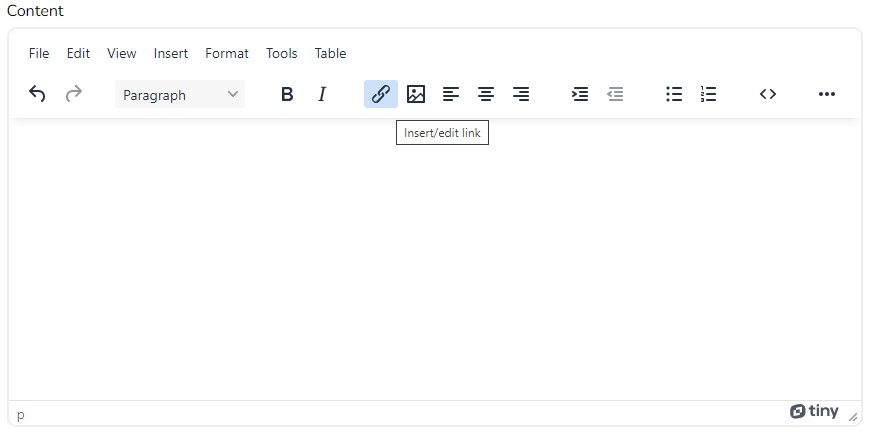 Content
File Edit View Insert Format Tools Table
Paragraph B I
Insert/edit link
p tiny